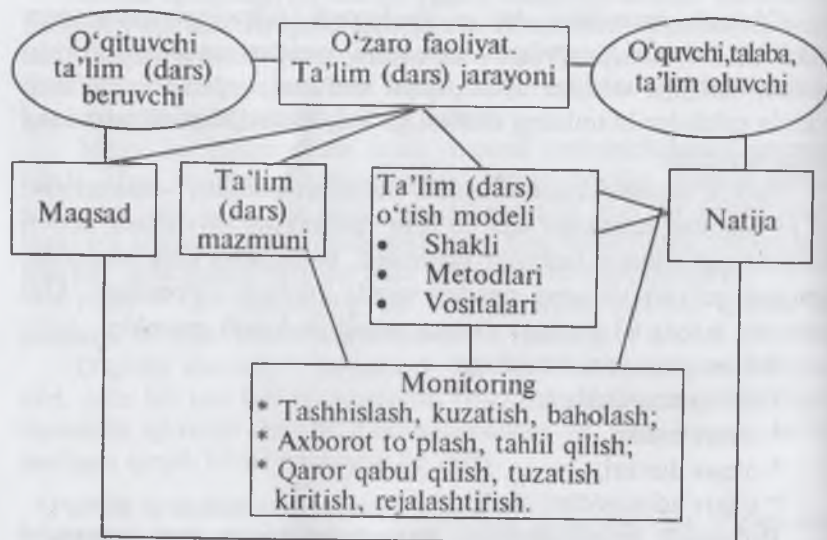 O‘qituvchi
ta’lim (dars)
beruvchi
O‘zaro faoliyat.
Ta’lim (dars) jarayoni
O‘quvchi,talaba,
ta’lim oluvchi
Maqsad
Ta’lim
(dars)
mazmuni
Ta’lim (dars)
o‘tish modeli
• Shakli
• Metodlari
• Vositalari
Natija
Monitoring
* Tashhislash, kuzatish, baholash;
* Axborot to‘plash, tahlil qilish;
* Qaror qabul qilish, tuzatish
kiritish, rejalashtirish.